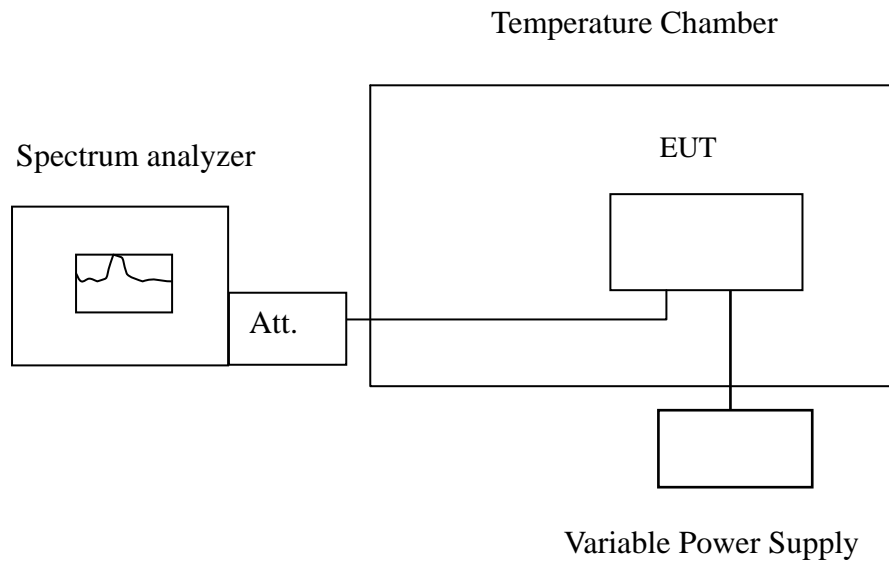 Temperature Chamber
Spectrum analyzer
EUT
Att.
Variable Power Supply